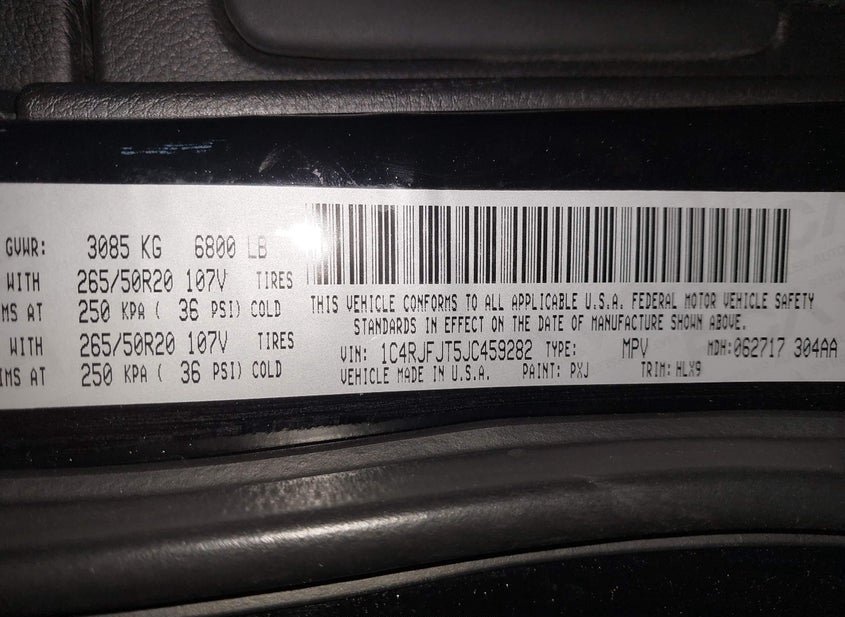 GVWR: 3085 KG 6800 LB
WITH 265/50R20 107V TIRES
MS AT 250 KPA ( 36 PSI) COLD
WITH 265/50R20 107V TIRES
IMS AT 250 KPA ( 36 PSI) COLD
THIS VEHICLE CONFORMS TO ALL APPLICABLE U.S.A. FEDERAL MOTOR VEHICLE SAFETY
STANDARDS IN EFFECT ON THE DATE OF MANUFACTURE SHOWN ABOVE.
VIN: 1C4RJFJT5JC459282 TYPE: MPV MDH:062717 304AA
VEHICLE MADE IN U.S.A. PAINT: PXJ TRIM: HLX9